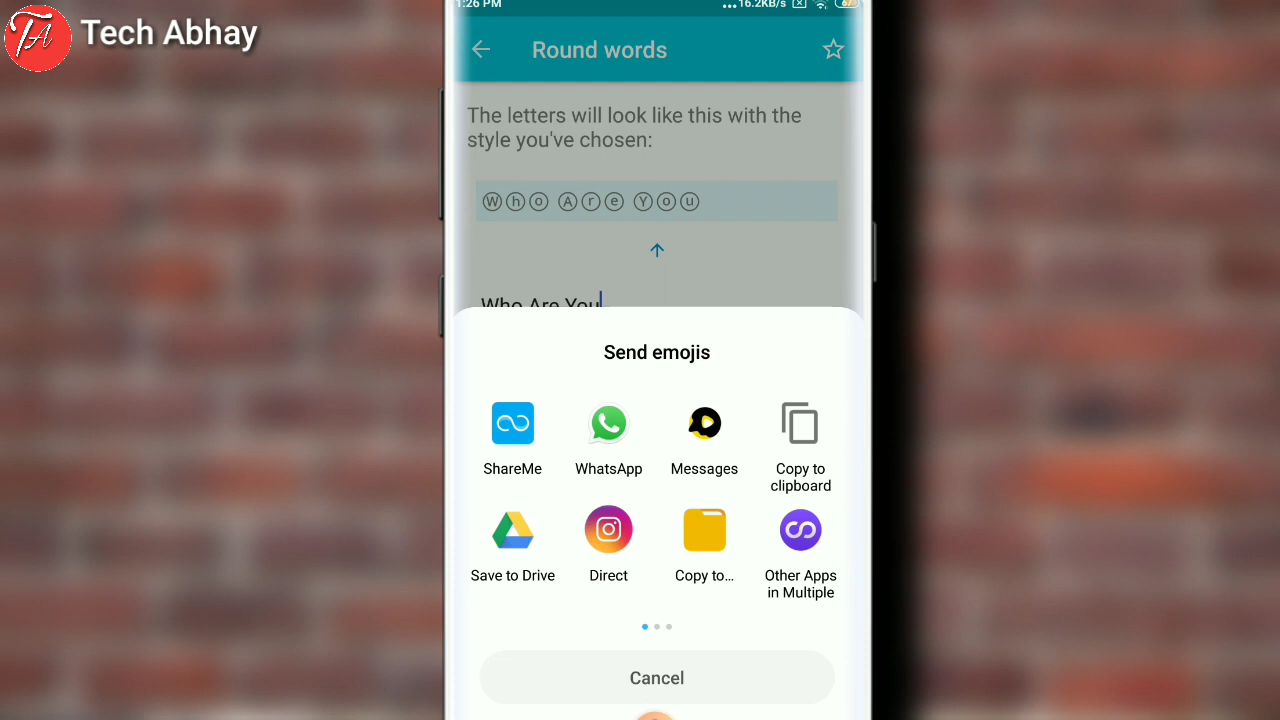 TA
Tech Abhay
1:26 PM
...16.2KB/s
67
Round words
The letters will look like this with the
style you've chosen:
Ⓦⓗⓞ Ⓐⓡⓔ Ⓨⓞⓤ
Who Are You
Send emojis
ShareMe
WhatsApp
Messages
Copy to
clipboard
Save to Drive
Direct
Copy to...
Other Apps
in Multiple
Cancel